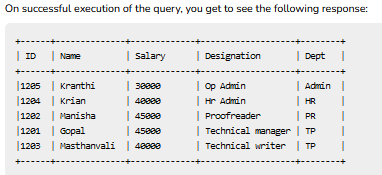 On successful execution of the query, you get to see the following response:
+------+--------------+-------------+-------------------+--------+
| ID | Name | Salary | Designation | Dept |
+------+--------------+-------------+-------------------+--------+
|1205 | Kranthi | 30000 | Op Admin | Admin |
|1204 | Krian | 40000 | Hr Admin | HR |
|1202 | Manisha | 45000 | Proofreader | PR |
|1201 | Gopal | 45000 | Technical manager | TP |
|1203 | Masthanvali | 40000 | Technical writer | TP |
+------+--------------+-------------+-------------------+--------+